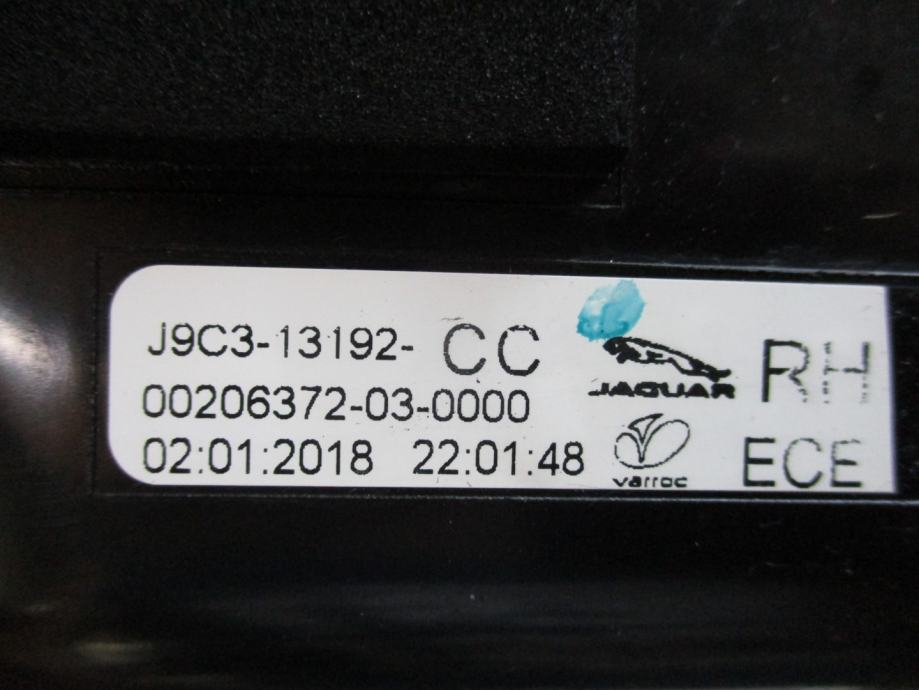 J9C3-13192- CC
00206372-03-0000
02:01:2018 22:01:48
JAGUAR
varroc
RH
ECE